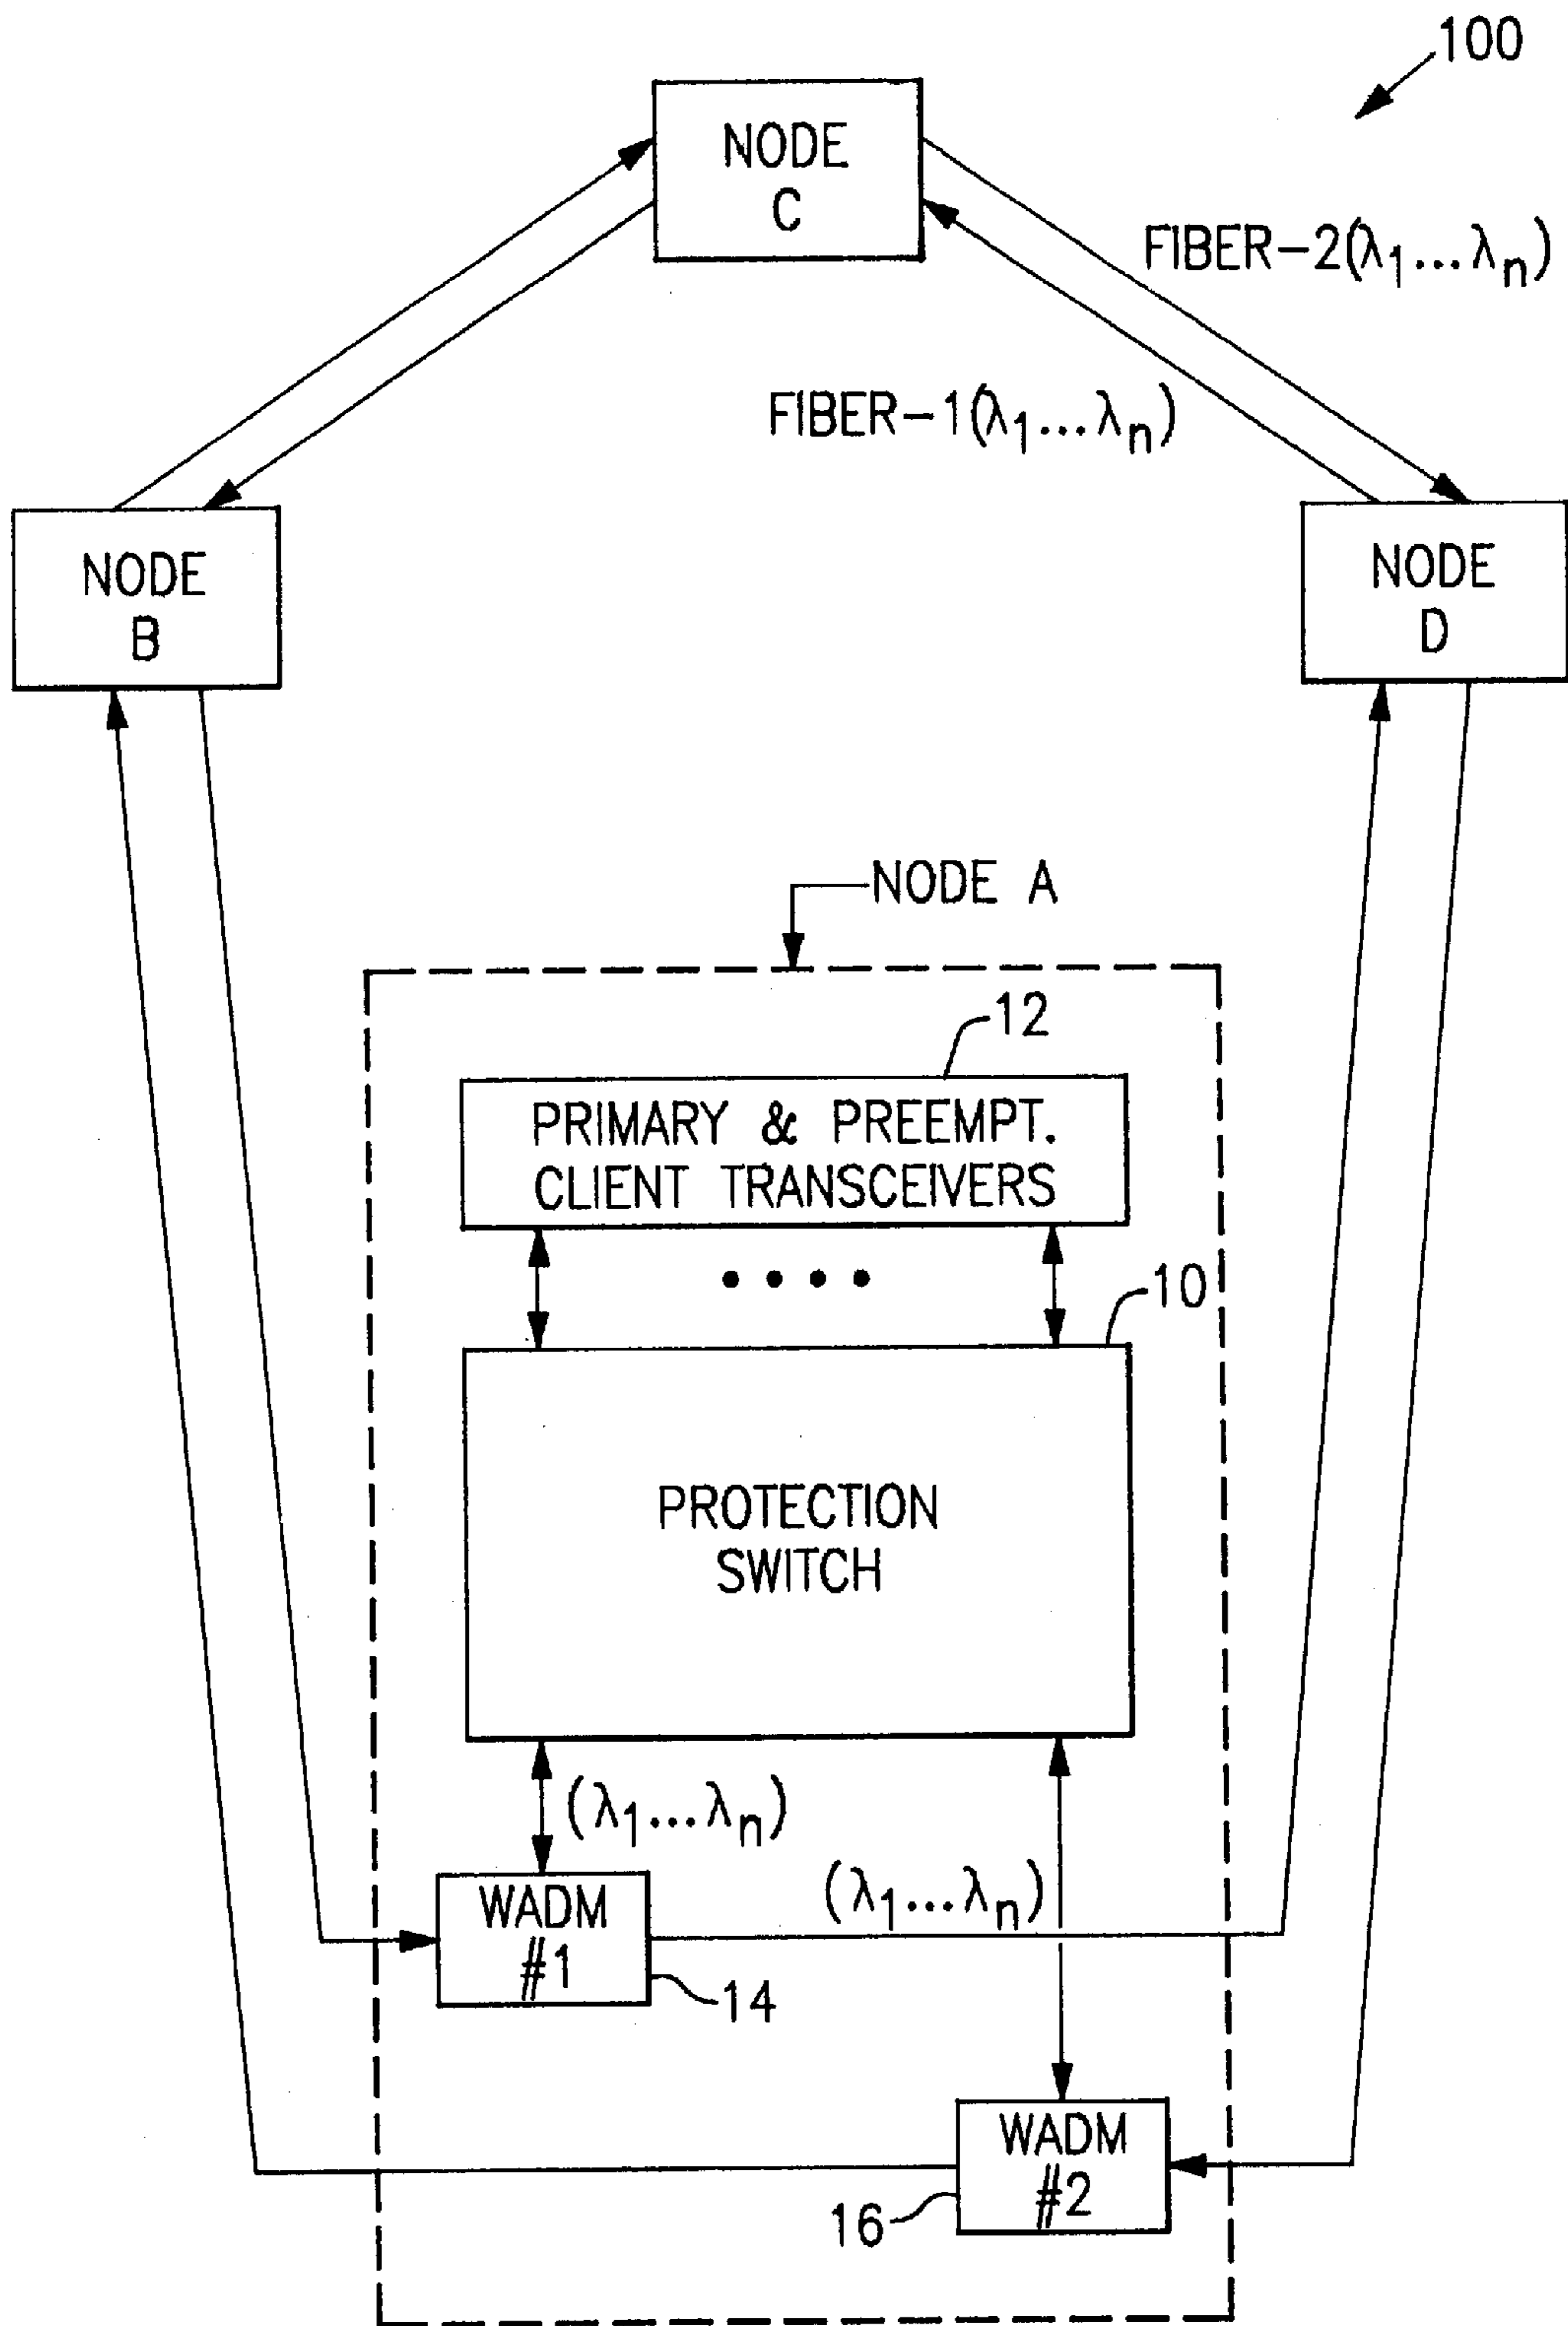 100
NODE
C
FIBER-2(λ1...λn)
FIBER-1(λ1...λn)
NODE
B
NODE
D
NODE A
12
PRIMARY & PREEMPT.
CLIENT TRANSCEIVERS
10
PROTECTION
SWITCH
(λ1...λn)
(λ1...λn)
WADM
#1
14
WADM
#2
16